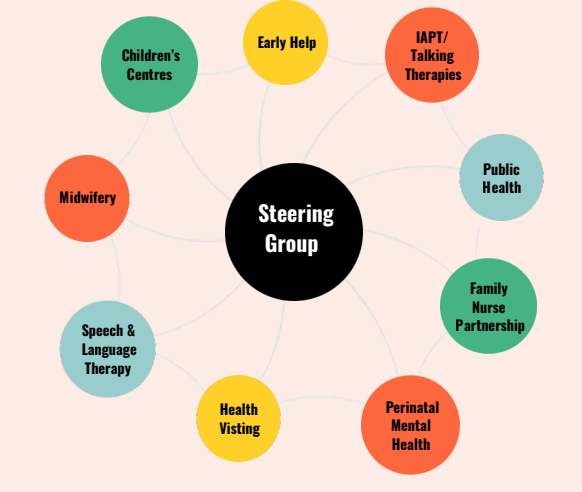 Early Help
IAPT/
Talking
Therapies
Children's
Centres
Public
Health
Midwifery
Steering
Group
Family
Nurse
Partnership
Speech &
Language
Therapy
Health
Visting
Perinatal
Mental
Health